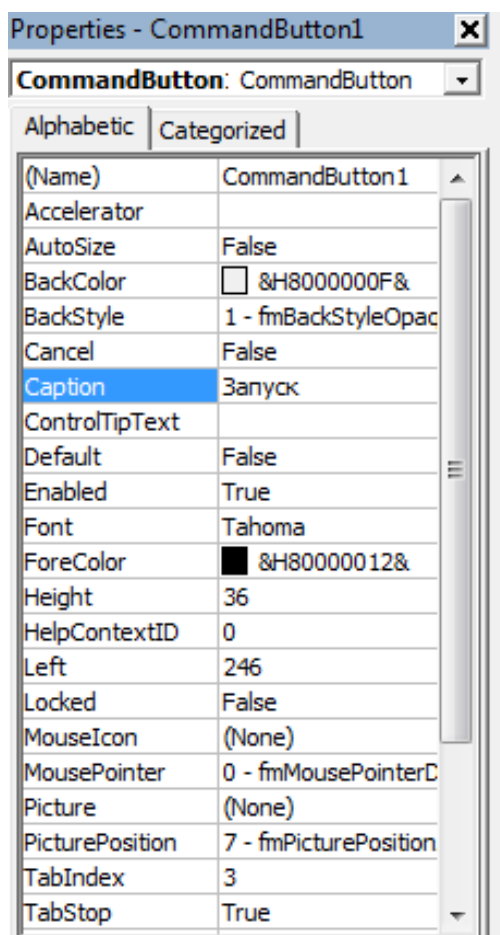 Properties - CommandButton1
CommandButton: CommandButton
Alphabetic Categorized
(Name) CommandButton1
Accelerator
AutoSize False
BackColor &H8000000F&
BackStyle 1 - fmBackStyleOpac
Cancel False
Caption Запуск
ControlTipText
Default False
Enabled True
Font Tahoma
ForeColor &H80000012&
Height 36
HelpContextID 0
Left 246
Locked False
MouseIcon (None)
MousePointer 0 - fmMousePointerD
Picture (None)
PicturePosition 7 - fmPicturePosition
TabIndex 3
TabStop True